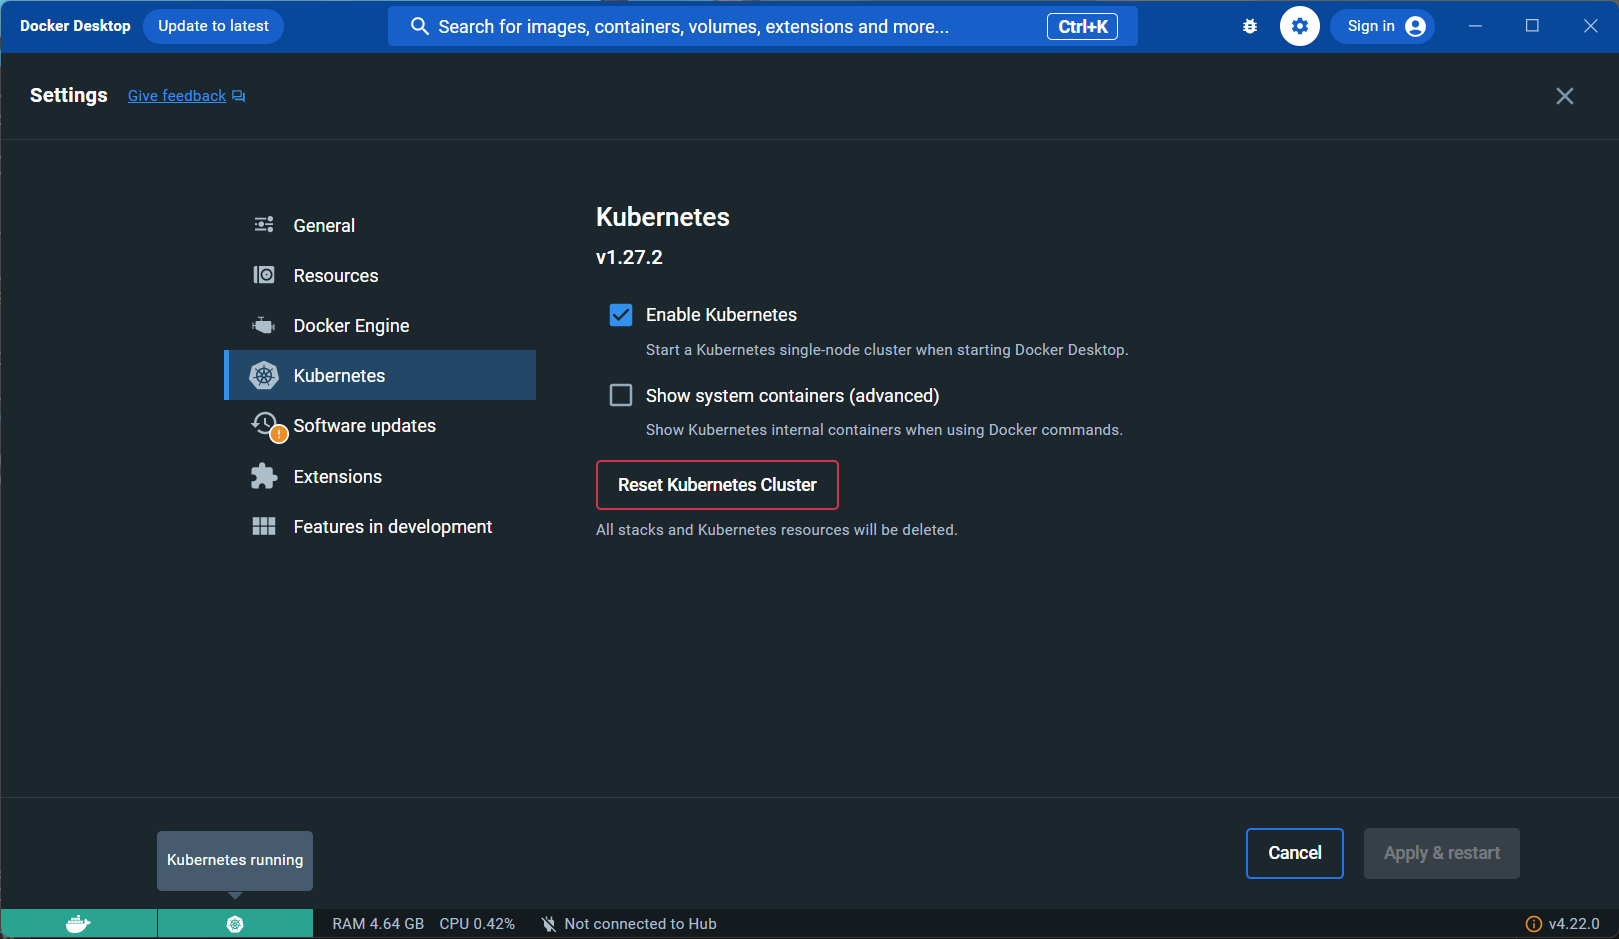 Docker Desktop
Update to latest
Search for images, containers, volumes, extensions and more...
Ctrl+K
Sign in
Settings
Give feedback
General
Resources
Docker Engine
Kubernetes
Software updates
Extensions
Features in development
Kubernetes
v1.27.2
Enable Kubernetes
Start a Kubernetes single-node cluster when starting Docker Desktop.
Show system containers (advanced)
Show Kubernetes internal containers when using Docker commands.
Reset Kubernetes Cluster
All stacks and Kubernetes resources will be deleted.
Kubernetes running
Cancel
Apply & restart
RAM 4.64 GB
CPU 0.42%
Not connected to Hub
v4.22.0